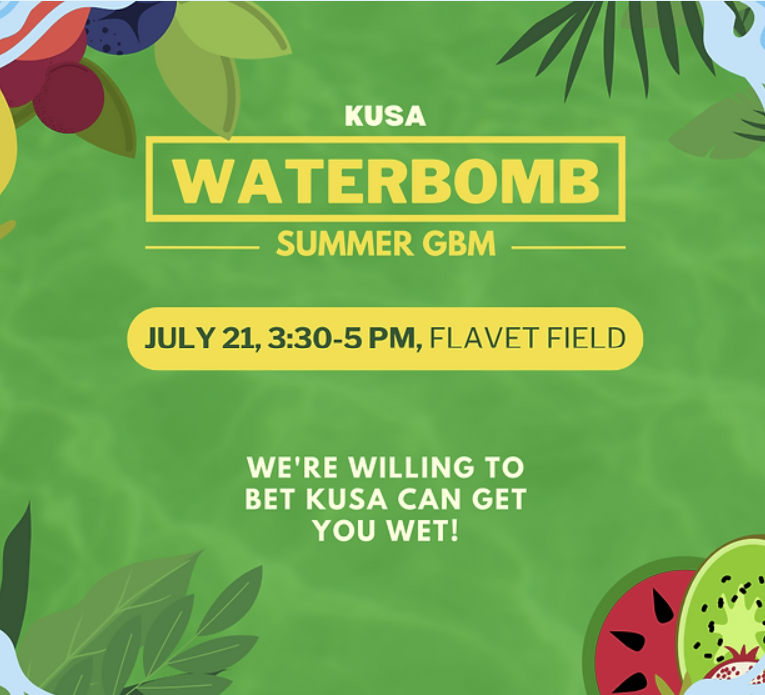 KUSA
WATERBOMB
SUMMER GBM
JULY 21, 3:30-5 PM, FLAVET FIELD
WE'RE WILLING TO
BET KUSA CAN GET
YOU WET!